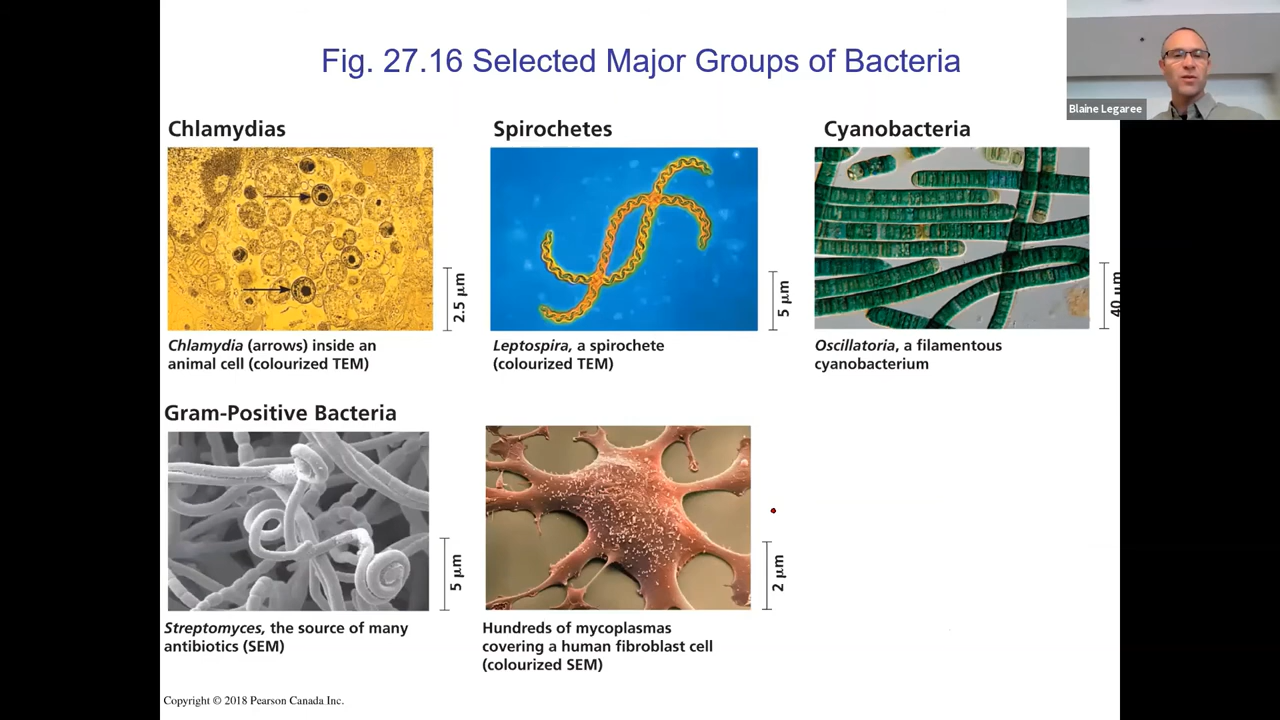 Fig. 27.16 Selected Major Groups of Bacteria
Blaine Legaree
Chlamydias
Spirochetes
Cyanobacteria
2.5 μm
5 μm
40 μm
Chlamydia (arrows) inside an
animal cell (colourized TEM)
Leptospira, a spirochete
(colourized TEM)
Oscillatoria, a filamentous
cyanobacterium
Gram-Positive Bacteria
5 μm
2 μm
Streptomyces, the source of many
antibiotics (SEM)
Hundreds of mycoplasmas
covering a human fibroblast cell
(colourized SEM)
Copyright © 2018 Pearson Canada Inc.